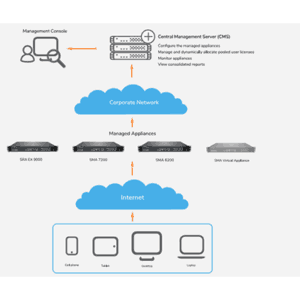 Management Console
Central Management Server (CMS)
Configure the managed appliances
Manage and dynamically allocate pooled user licenses
Monitor appliances
View consolidated reports
Corporate Network
Managed Appliances
SRA EX-9000
SMA 7200
SMA 6200
SMA Virtual Appliance
Internet
Cellphone
Tablet
Desktop
Laptop